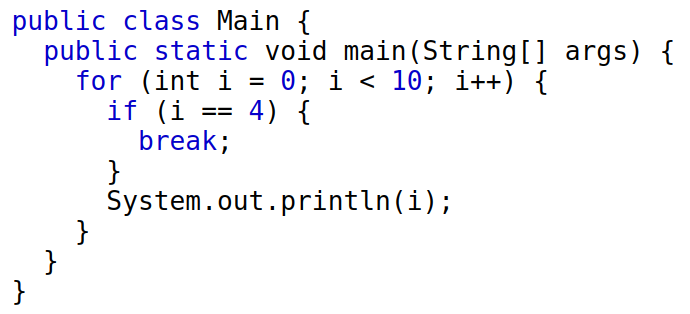 public class Main {
  public static void main(String[] args) {
    for (int i = 0; i < 10; i++) {
      if (i == 4) {
        break;
      }
      System.out.println(i);
    }
  }
}